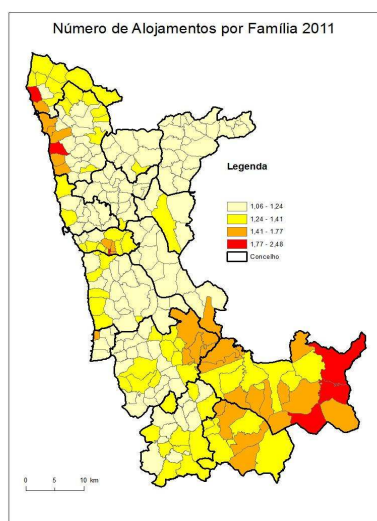 Número de Alojamentos por Família 2011
Legenda
1,06 - 1,24
1,24 - 1,41
1,41 - 1,77
1,77 - 2,48
Concelho
0 5 10 km